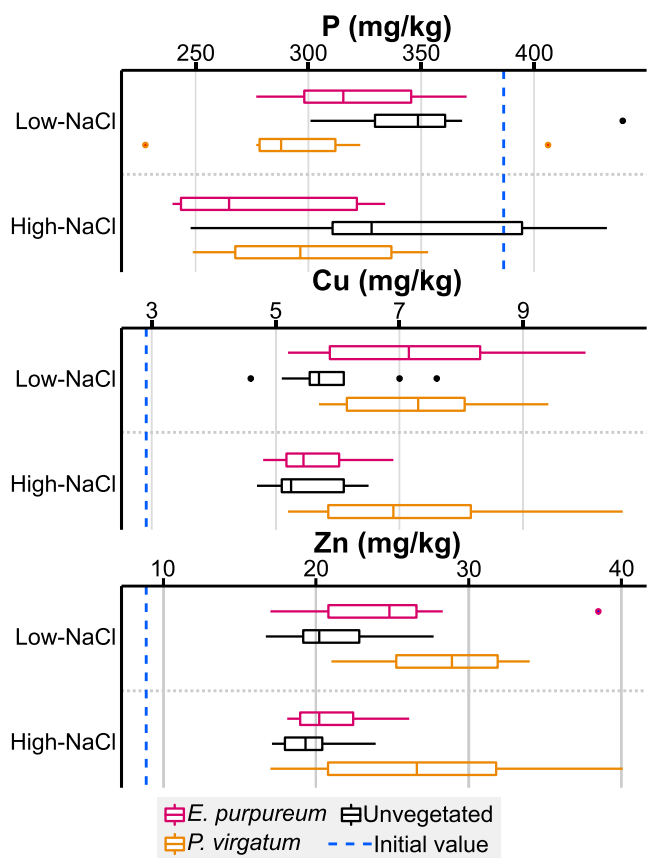 P (mg/kg)
250 300 350 400
Low-NaCl
High-NaCl
Cu (mg/kg)
3 5 7 9
Low-NaCl
High-NaCl
Zn (mg/kg)
10 20 30 40
Low-NaCl
High-NaCl
E. purpureum Unvegetated
P. virgatum Initial value